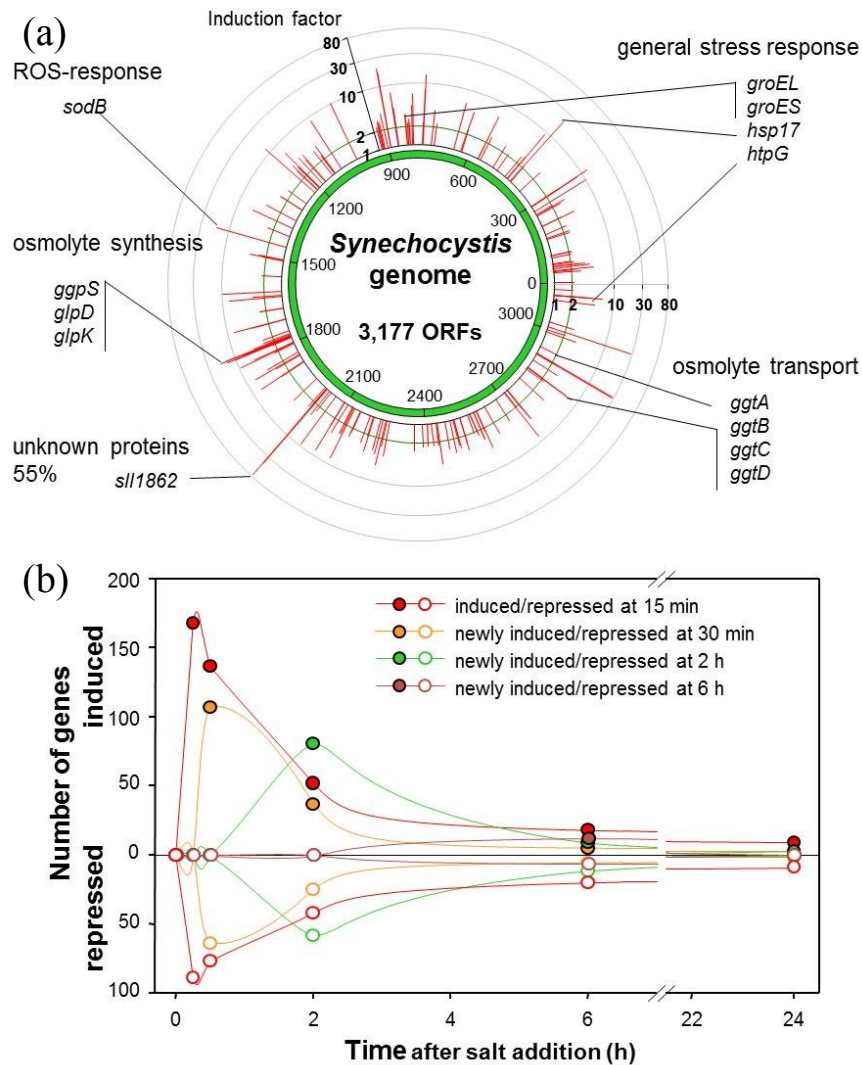 (a)
Induction factor
80
30
10
2
1
ROS-response
sodB
general stress response
groEL
groES
hsp17
htpG
osmolyte synthesis
ggpS
glpD
glpK
900
600
300
0
3000
2700
2400
2100
1800
1500
1200
Synechocystis
genome
3,177 ORFs
1 2 10 30 80
osmolyte transport
ggtA
ggtB
ggtC
ggtD
unknown proteins
55%
sll1862
(b)
200
150
100
50
0
50
100
Number of genes
induced
repressed
induced/repressed at 15 min
newly induced/repressed at 30 min
newly induced/repressed at 2 h
newly induced/repressed at 6 h
0 2 4 6 22 24
Time after salt addition (h)